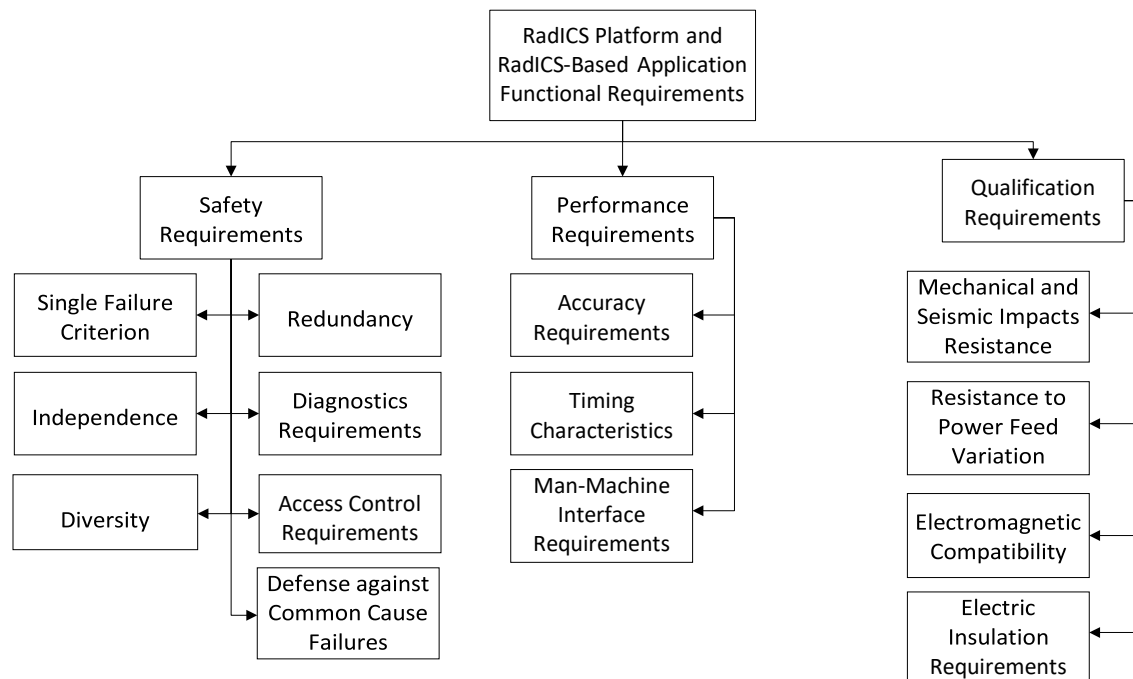 RadICS Platform and
RadICS-Based Application
Functional Requirements
Safety
Requirements
Performance
Requirements
Qualification
Requirements
Single Failure
Criterion
Redundancy
Independence
Diagnostics
Requirements
Diversity
Access Control
Requirements
Defense against
Common Cause
Failures
Accuracy
Requirements
Timing
Characteristics
Man-Machine
Interface
Requirements
Mechanical and
Seismic Impacts
Resistance
Resistance to
Power Feed
Variation
Electromagnetic
Compatibility
Electric
Insulation
Requirements